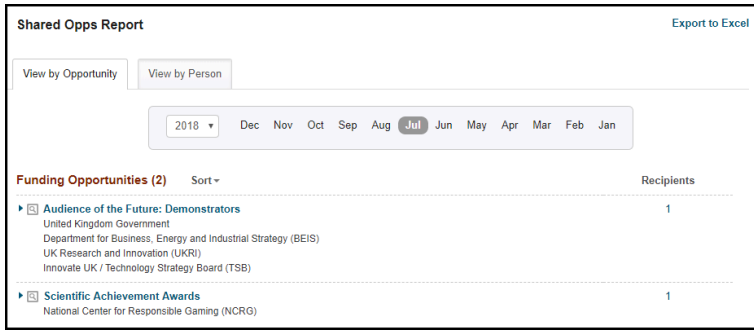 Shared Opps Report
Export to Excel
View by Opportunity
View by Person
2018 Dec Nov Oct Sep Aug Jul Jun May Apr Mar Feb Jan
Funding Opportunities (2) Sort Recipients
Audience of the Future: Demonstrators 1
United Kingdom Government
Department for Business, Energy and Industrial Strategy (BEIS)
UK Research and Innovation (UKRI)
Innovate UK / Technology Strategy Board (TSB)
Scientific Achievement Awards 1
National Center for Responsible Gaming (NCRG)